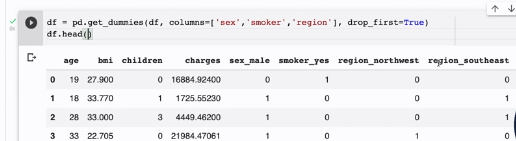 df = pd.get_dummies(df, columns=['sex','smoker','region'], drop_first=True)
df.head()
age bmi children charges sex_male smoker_yes region_northwest region_southeast
0 19 27.900 0 16884.92400 0 1 0 0
1 18 33.770 1 1725.55230 1 0 0 1
2 28 33.000 3 4449.46200 1 0 0 1
3 33 22.705 0 21984.47061 1 0 1 0